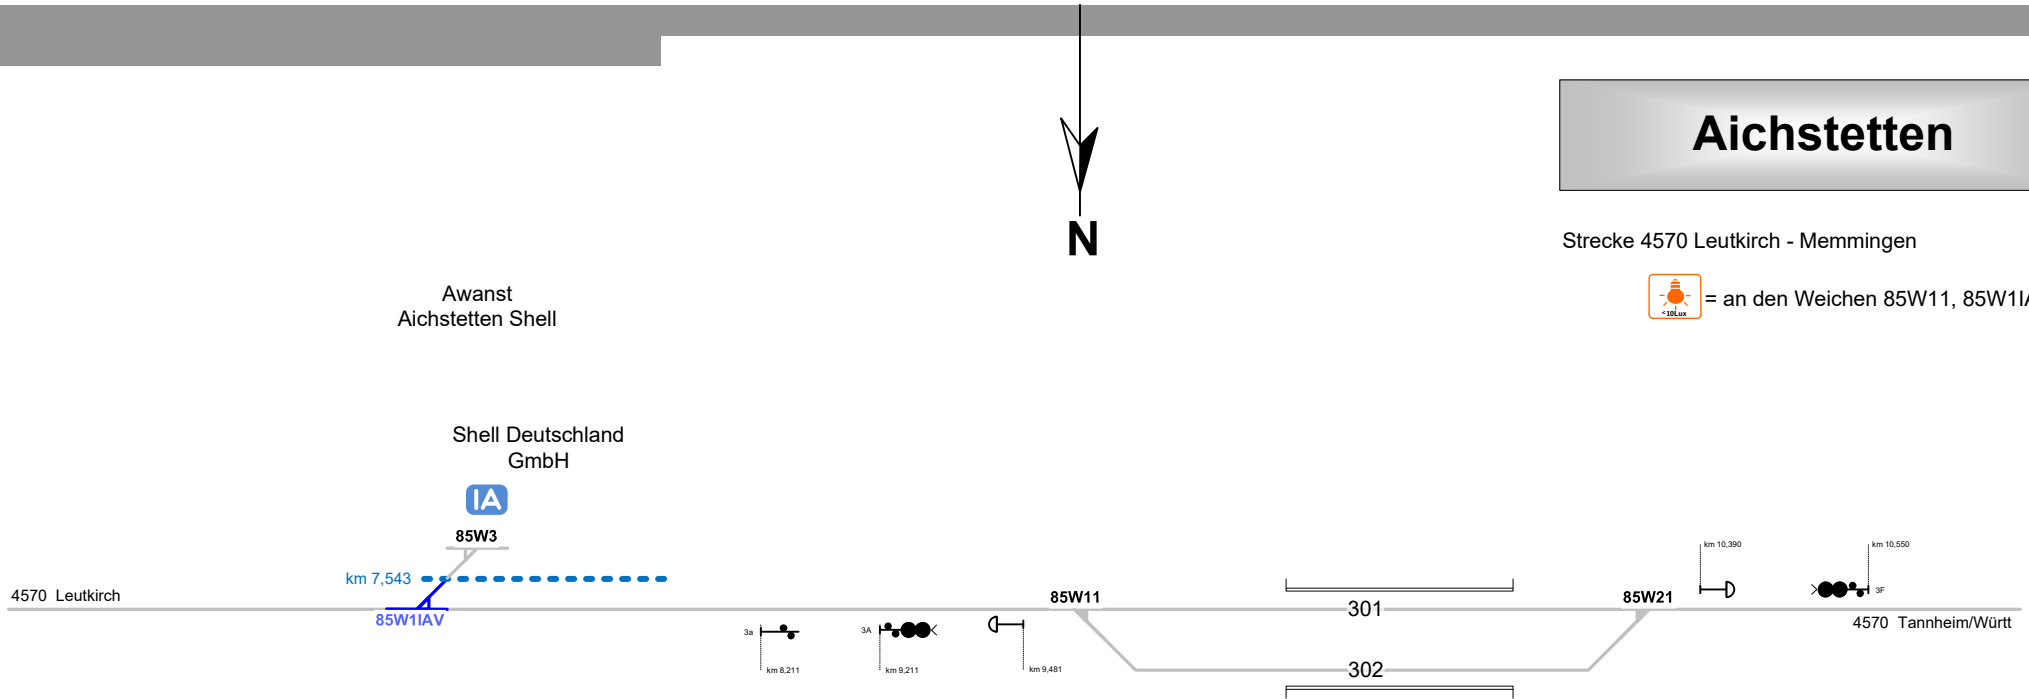 Aichstetten
N
Strecke 4570 Leutkirch - Memmingen
<10Lux
= an den Weichen 85W11, 85W1IA
Awanst
Aichstetten Shell
Shell Deutschland
GmbH
IA
85W3
km 7,543
4570 Leutkirch
85W1IAV
3a
km 8,211
3A
km 9,211
km 9,481
85W11
301
302
85W21
km 10,390
km 10,550
3F
4570 Tannheim/Württ